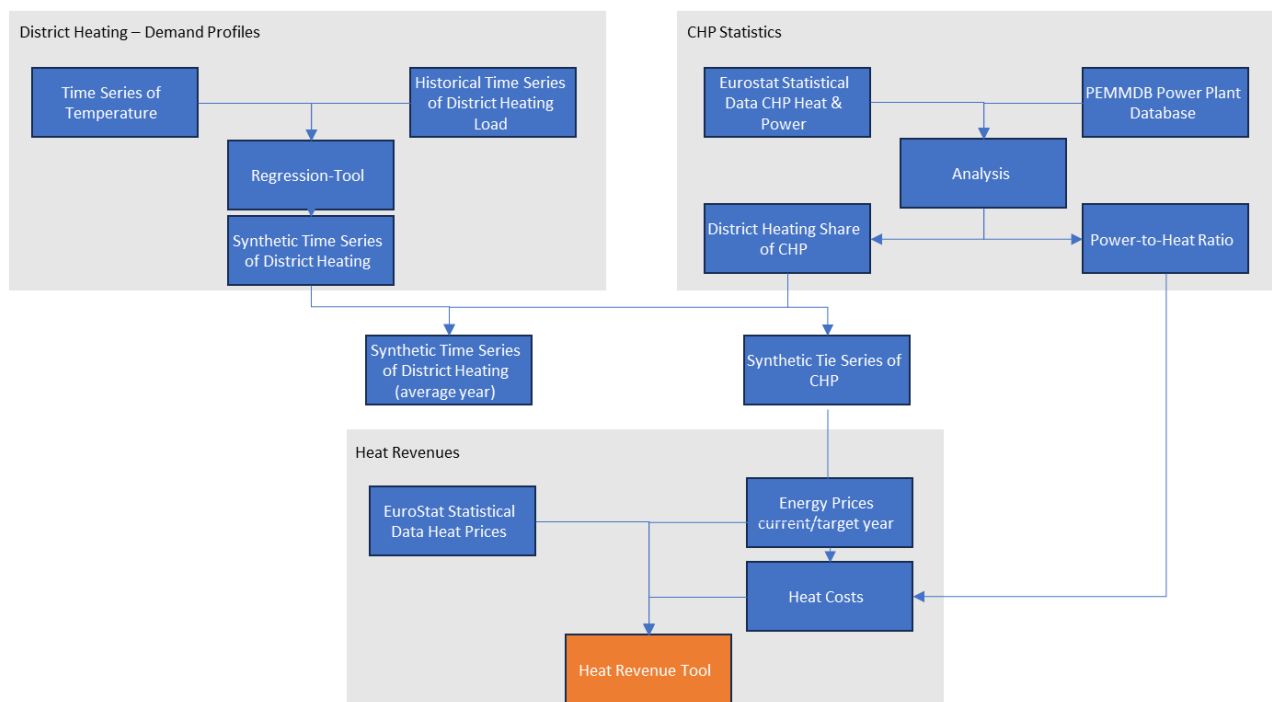 District Heating – Demand Profiles
Time Series of
Temperature
Historical Time Series
of District Heating
Load
Regression-Tool
Synthetic Time Series
of District Heating
CHP Statistics
Eurostat Statistical
Data CHP Heat &
Power
PEMMDB Power Plant
Database
Analysis
District Heating Share
of CHP
Power-to-Heat Ratio
Synthetic Time Series
of District Heating
(average year)
Synthetic Tie Series of
CHP
Heat Revenues
EuroStat Statistical
Data Heat Prices
Energy Prices
current/target year
Heat Costs
Heat Revenue Tool